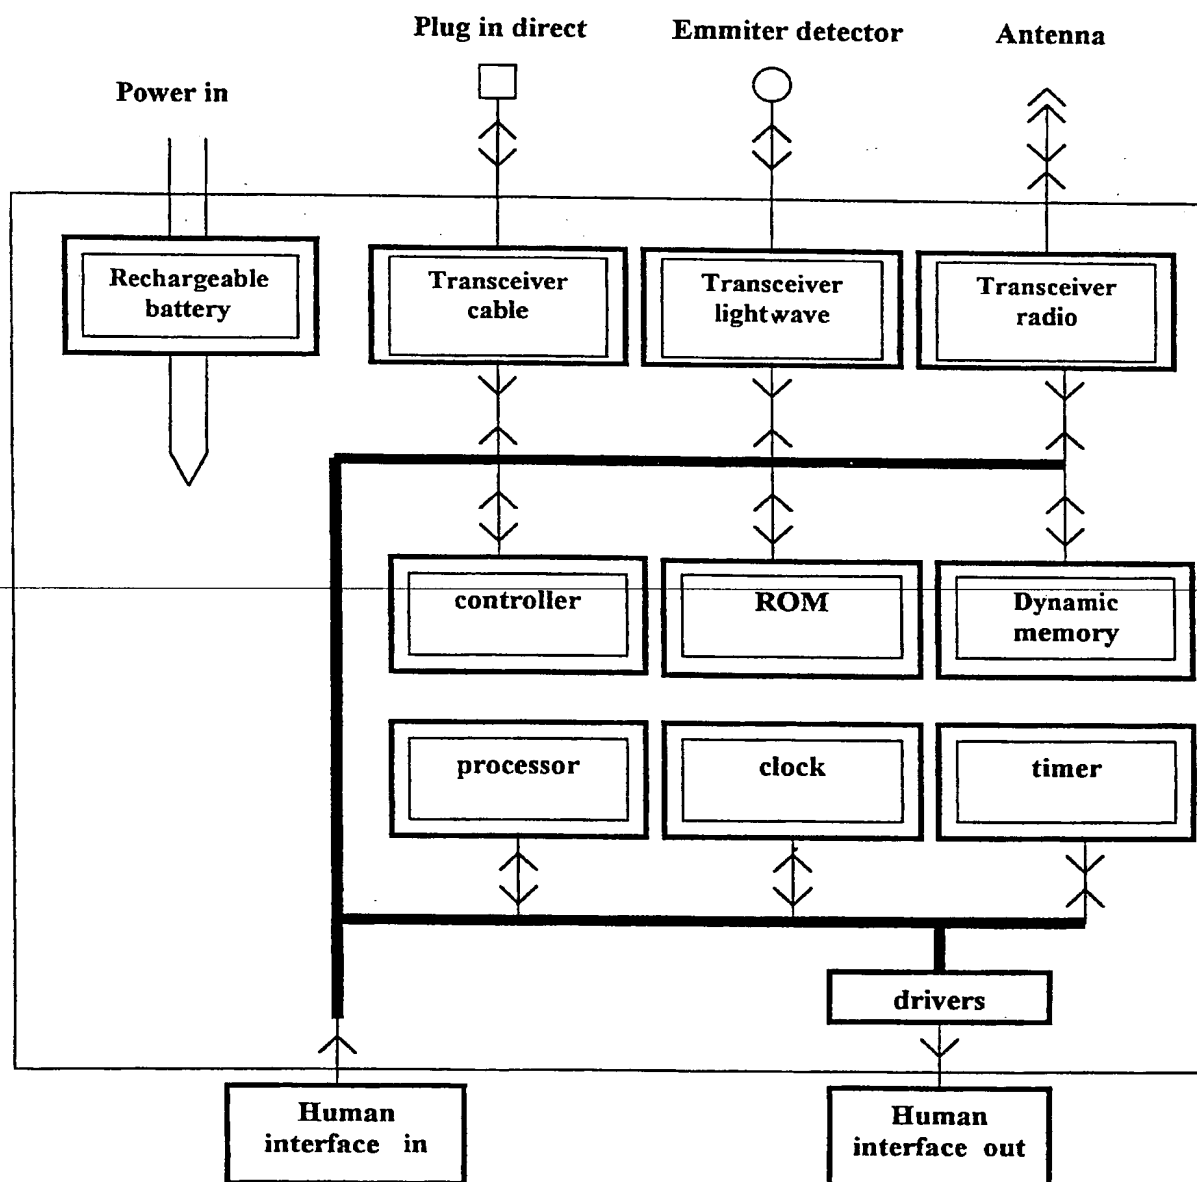 Plug in direct
Emmiter detector
Antenna
Power in
Rechargeable
battery
Transceiver
cable
Transceiver
lightwave
Transceiver
radio
controller
ROM
Dynamic
memory
processor
clock
timer
drivers
Human
interface in
Human
interface out